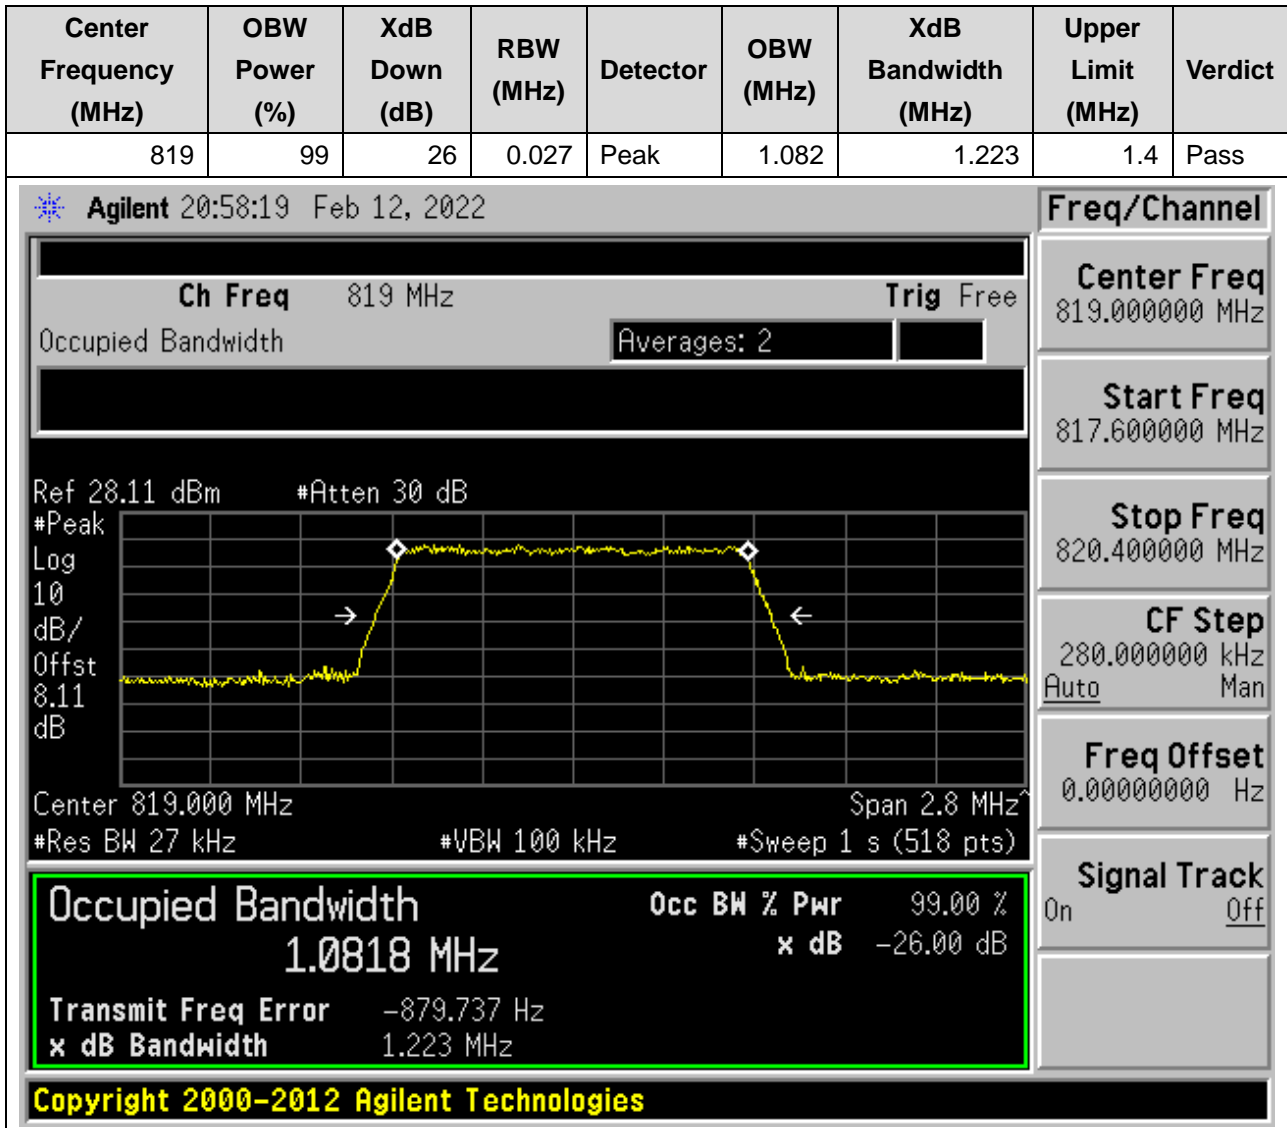 Center Frequency (MHz) OBW Power (%) XdB Down (dB) RBW (MHz) Detector OBW (MHz) XdB Bandwidth (MHz) Upper Limit (MHz) Verdict
819 99 26 0.027 Peak 1.082 1.223 1.4 Pass
Agilent 20:58:19 Feb 12, 2022
Ch Freq 819 MHz Trig Free
Occupied Bandwidth Averages: 2
Ref 28.11 dBm #Atten 30 dB
#Peak
Log
10
dB/
Offst
8.11
dB
Center 819.000 MHz Span 2.8 MHz^
#Res BW 27 kHz #VBW 100 kHz #Sweep 1 s (518 pts)
Occupied Bandwidth Occ BW % Pwr 99.00 %
1.0818 MHz x dB -26.00 dB
Transmit Freq Error -879.737 Hz
x dB Bandwidth 1.223 MHz
Freq/Channel
Center Freq
819.000000 MHz
Start Freq
817.600000 MHz
Stop Freq
820.400000 MHz
CF Step
280.000000 kHz
Auto Man
Freq Offset
0.00000000 Hz
Signal Track
On Off
Copyright 2000-2012 Agilent Technologies